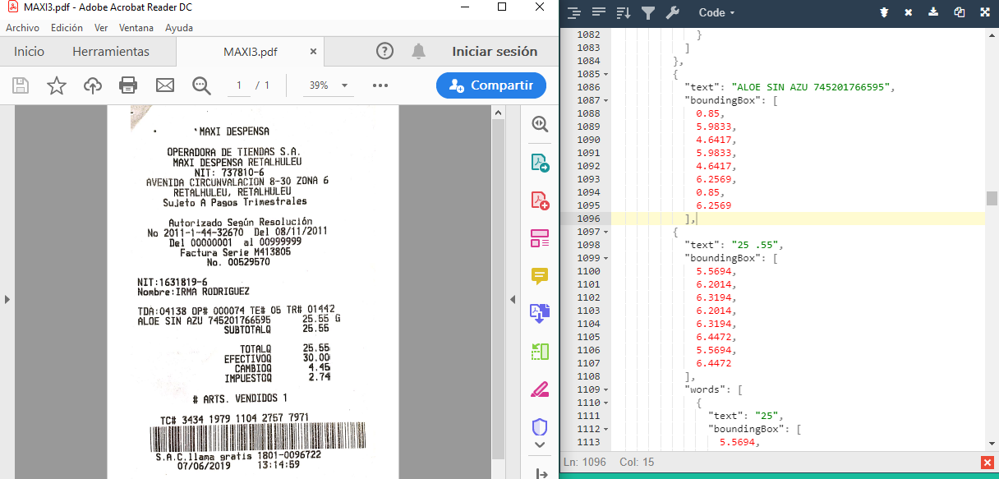 MAXI3.pdf - Adobe Acrobat Reader DC
Archivo Edición Ver Ventana Ayuda
Inicio Herramientas MAXI3.pdf × ? Iniciar sesión
1 / 1 39% Compartir
MAXI DESPENSA
OPERADORA DE TIENDAS S.A.
MAXI DESPENSA RETALHULEU
NIT: 737810-6
AVENIDA CIRCUNVALACION 8-30 ZONA 6
RETALHULEU, RETALHULEU
Sujeto A Pagos Trimestrales
Autorizado Según Resolución
No 2011-1-44-32670 Del 08/11/2011
Del 00000001 al 00999999
Factura Serie M413805
No. 00529570
NIT:1631819-6
Nombre:IRMA RODRIGUEZ
TDA:04138 OP# 000074 TE# 05 TR# 01442
ALOE SIN AZU 745201766595 25.55 G
SUBTOTALQ 25.55
TOTALQ 25.55
EFECTIVOQ 30.00
CAMBIOQ 4.45
IMPUESTOQ 2.74
# ARTS. VENDIDOS 1
TC# 3434 1979 1104 2757 7971
S.A.C.llama gratis 1801-0096722
07/06/2019 13:14:59
Code
1082 }
1083 ]
1084 },
1085 {
1086 "text": "ALOE SIN AZU 745201766595",
1087 "boundingBox": [
1088 0.85,
1089 5.9833,
1090 4.6417,
1091 5.9833,
1092 4.6417,
1093 6.2569,
1094 0.85,
1095 6.2569
1096 ],
1097 {
1098 "text": "25 .55",
1099 "boundingBox": [
1100 5.5694,
1101 6.2014,
1102 6.3194,
1103 6.2014,
1104 6.3194,
1105 6.4472,
1106 5.5694,
1107 6.4472
1108 ],
1109 "words": [
1110 {
1111 "text": "25",
1112 "boundingBox": [
1113 5.5694,
Ln: 1096 Col: 15